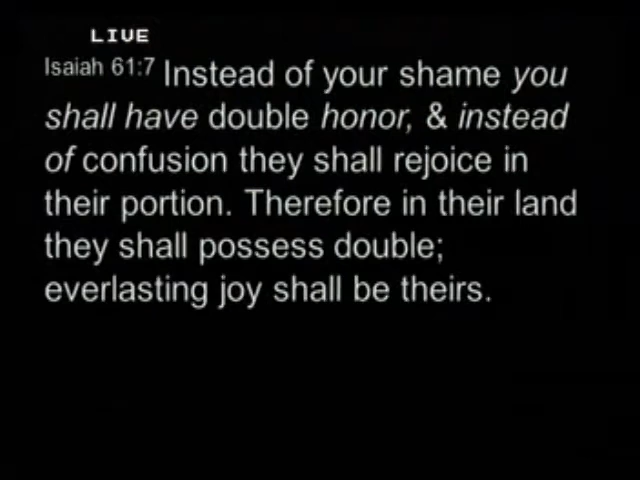 LIVE
Isaiah 61:7 Instead of your shame you
shall have double honor, & instead
of confusion they shall rejoice in
their portion. Therefore in their land
they shall possess double;
everlasting joy shall be theirs.